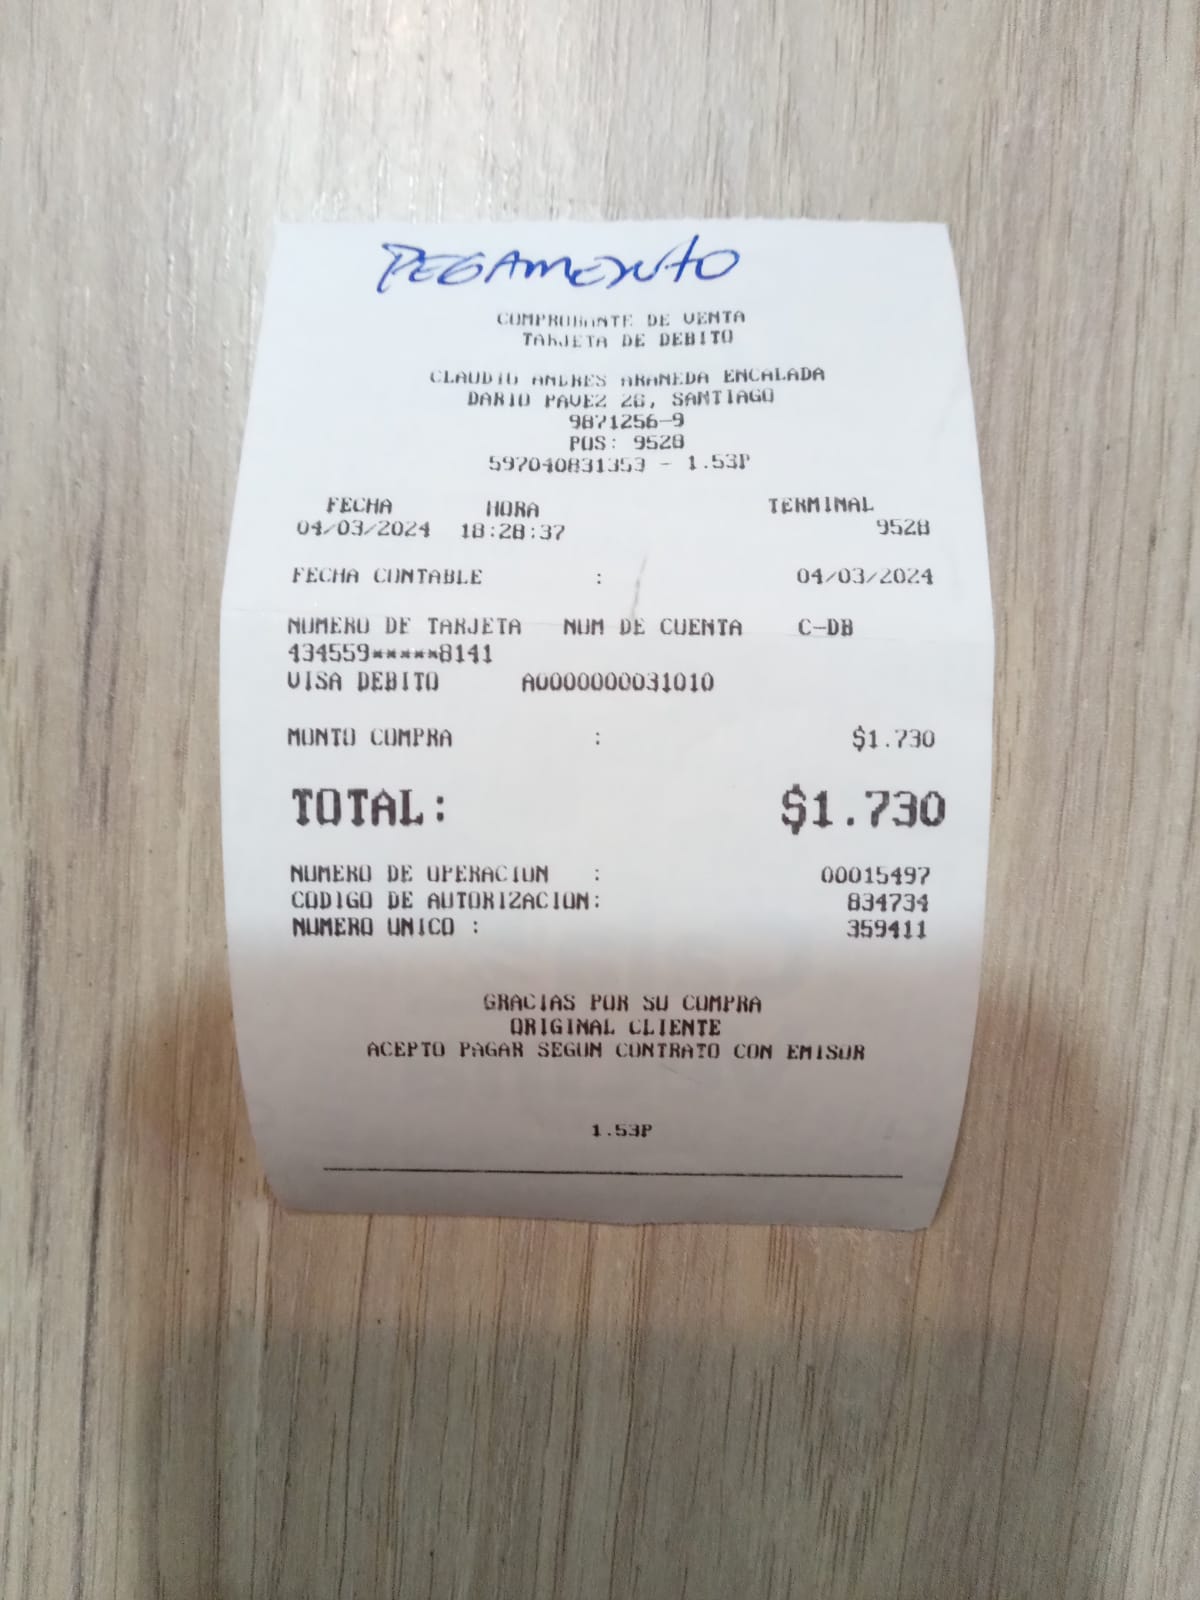 PEGAMENTO
COMPROBANTE DE VENTA
TARJETA DE DEBITO
CLAUDIO ANDRES ARANEDA ENCALADA
DARIO PAVEZ 28, SANTIAGO
9871256-9
POS: 9528
597040831353 - 1.53P
FECHA HORA TERMINAL
04/03/2024 18:28:37 9528
FECHA CONTABLE : 04/03/2024
NUMERO DE TARJETA NUM DE CUENTA C-DB
434559*****8141
VISA DEBITO A0000000031010
MONTO COMPRA : $1.730
TOTAL: $1.730
NUMERO DE OPERACION : 00015497
CODIGO DE AUTORIZACION: 834734
NUMERO UNICO : 359411
GRACIAS POR SU COMPRA
ORIGINAL CLIENTE
ACEPTO PAGAR SEGUN CONTRATO CON EMISOR
1.53P